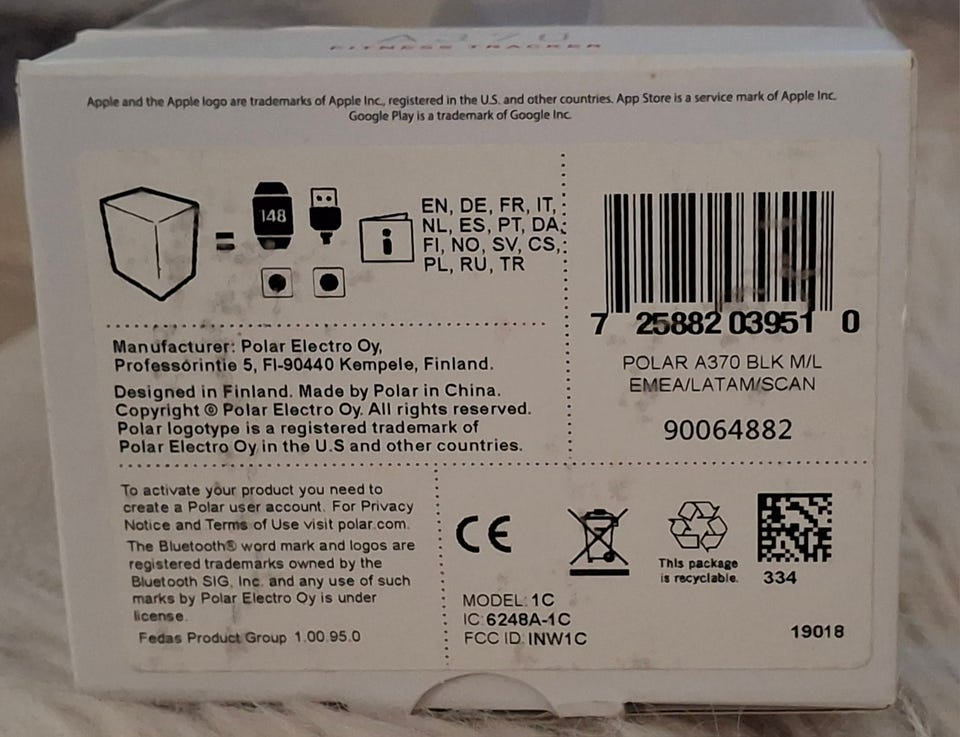 A370
FITNESS TRACKER
Apple and the Apple logo are trademarks of Apple Inc., registered in the U.S. and other countries. App Store is a service mark of Apple Inc.
Google Play is a trademark of Google Inc.
148
i
EN, DE, FR, IT,
NL, ES, PT, DA,
FI, NO, SV, CS,
PL, RU, TR
7 25882 03951 0
POLAR A370 BLK M/L
EMEA/LATAM/SCAN
90064882
Manufacturer: Polar Electro Oy,
Professorintie 5, FI-90440 Kempele, Finland.
Designed in Finland. Made by Polar in China.
Copyright © Polar Electro Oy. All rights reserved.
Polar logotype is a registered trademark of
Polar Electro Oy in the U.S and other countries.
To activate your product you need to
create a Polar user account. For Privacy
Notice and Terms of Use visit polar.com.
The Bluetooth® word mark and logos are
registered trademarks owned by the
Bluetooth SIG, Inc. and any use of such
marks by Polar Electro Oy is under
license.
Fedas Product Group 1.00.95.0
CE
This package
is recyclable.
334
MODEL: 1C
IC: 6248A-1C
FCC ID: INW1C
19018